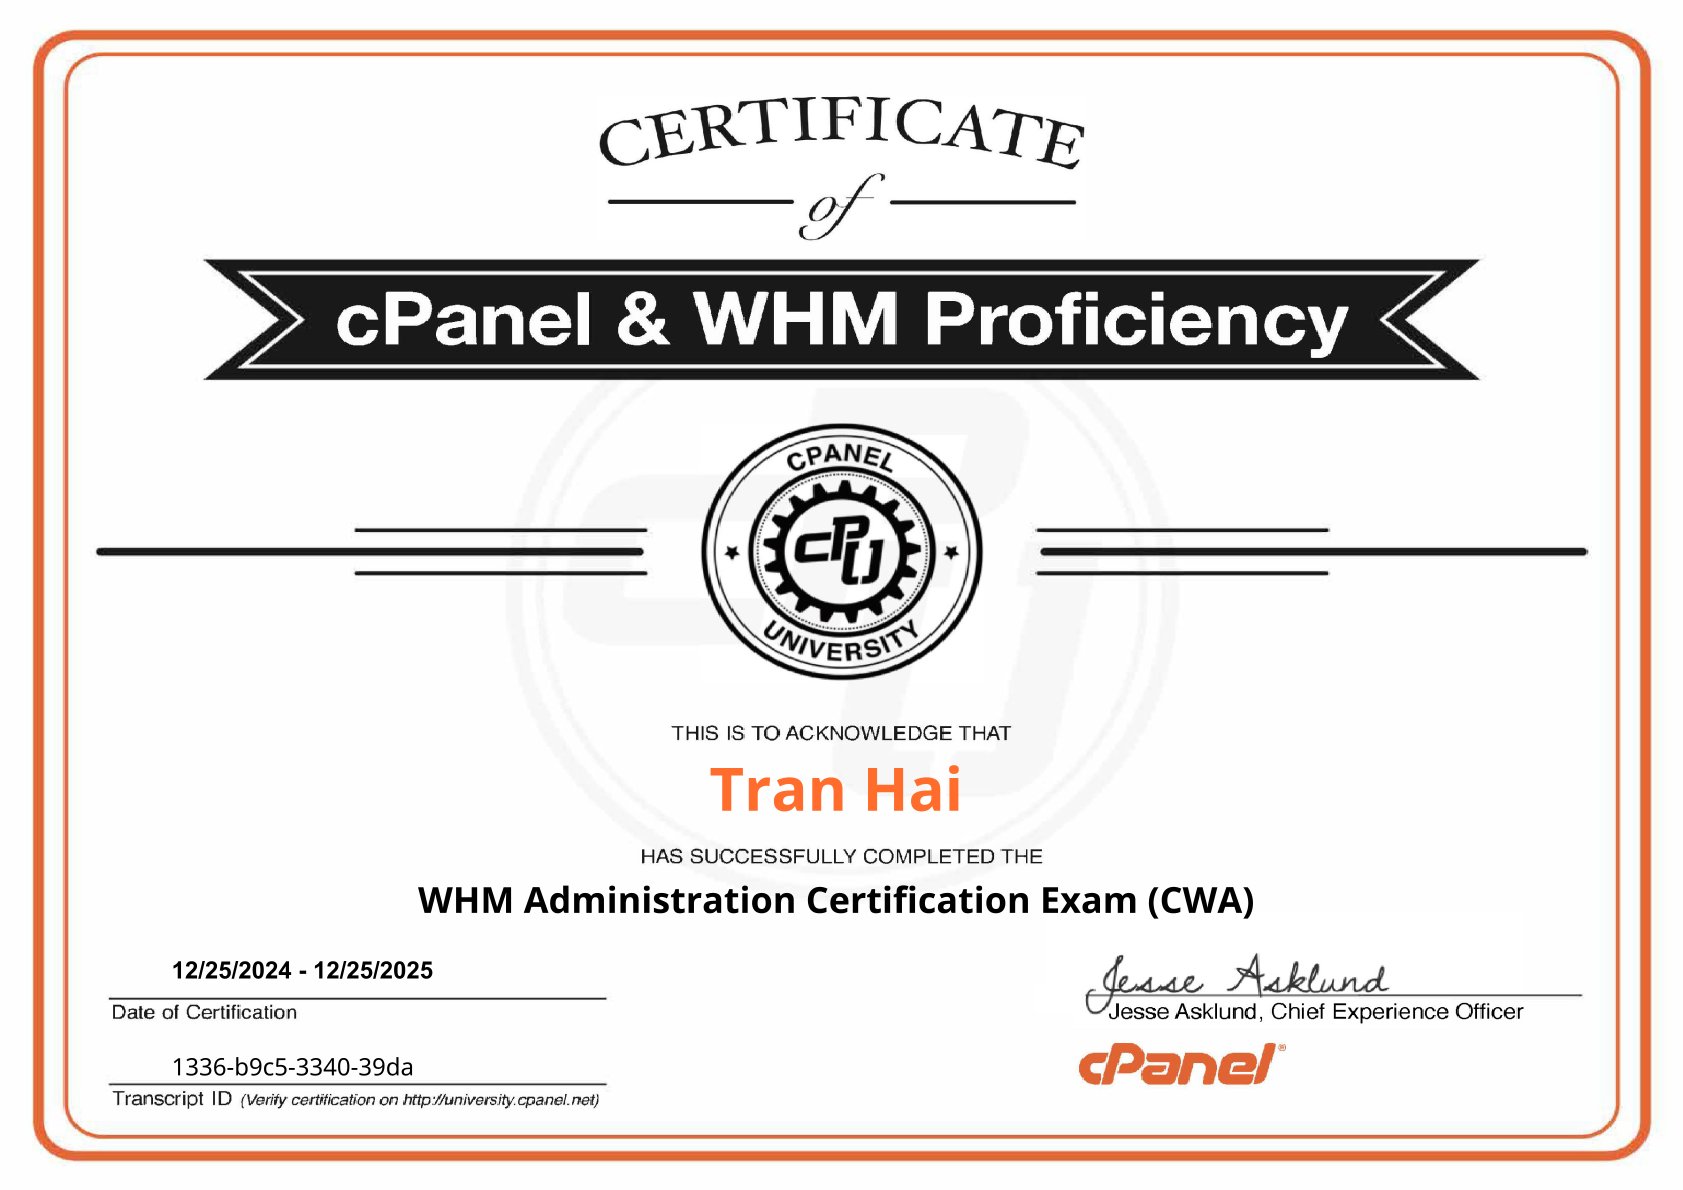 CERTIFICATE
of
cPanel & WHM Proficiency
CPANEL
CPU
UNIVERSITY
THIS IS TO ACKNOWLEDGE THAT
Tran Hai
HAS SUCCESSFULLY COMPLETED THE
WHM Administration Certification Exam (CWA)
12/25/2024 - 12/25/2025
Date of Certification
1336-b9c5-3340-39da
Transcript ID (Verify certification on http://university.cpanel.net)
Jesse Asklund
Jesse Asklund, Chief Experience Officer
cPanel®